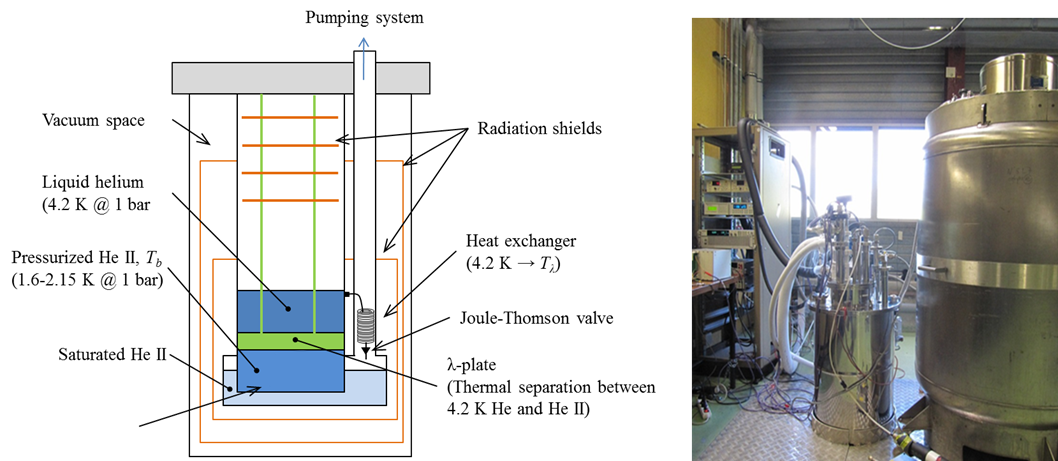 Pumping system
Vacuum space
Radiation shields
Liquid helium
(4.2 K @ 1 bar
Pressurized He II, Tb
(1.6-2.15 K @ 1 bar)
Heat exchanger
(4.2 K → Tλ)
Joule-Thomson valve
Saturated He II
λ-plate
(Thermal separation between
4.2 K He and He II)